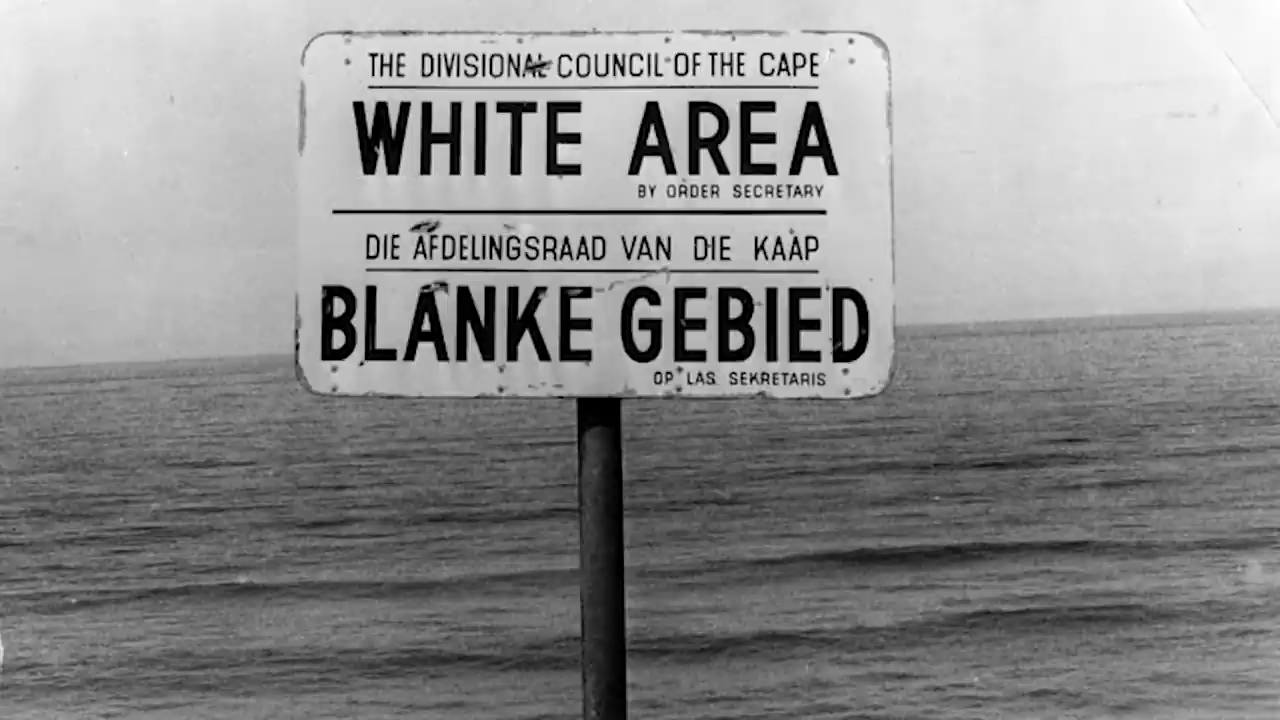 THE DIVISIONAL COUNCIL OF THE CAPE
WHITE AREA
BY ORDER SECRETARY
DIE AFDELINGSRAAD VAN DIE KAAP
BLANKE GEBIED
OP LAS SEKRETARIS